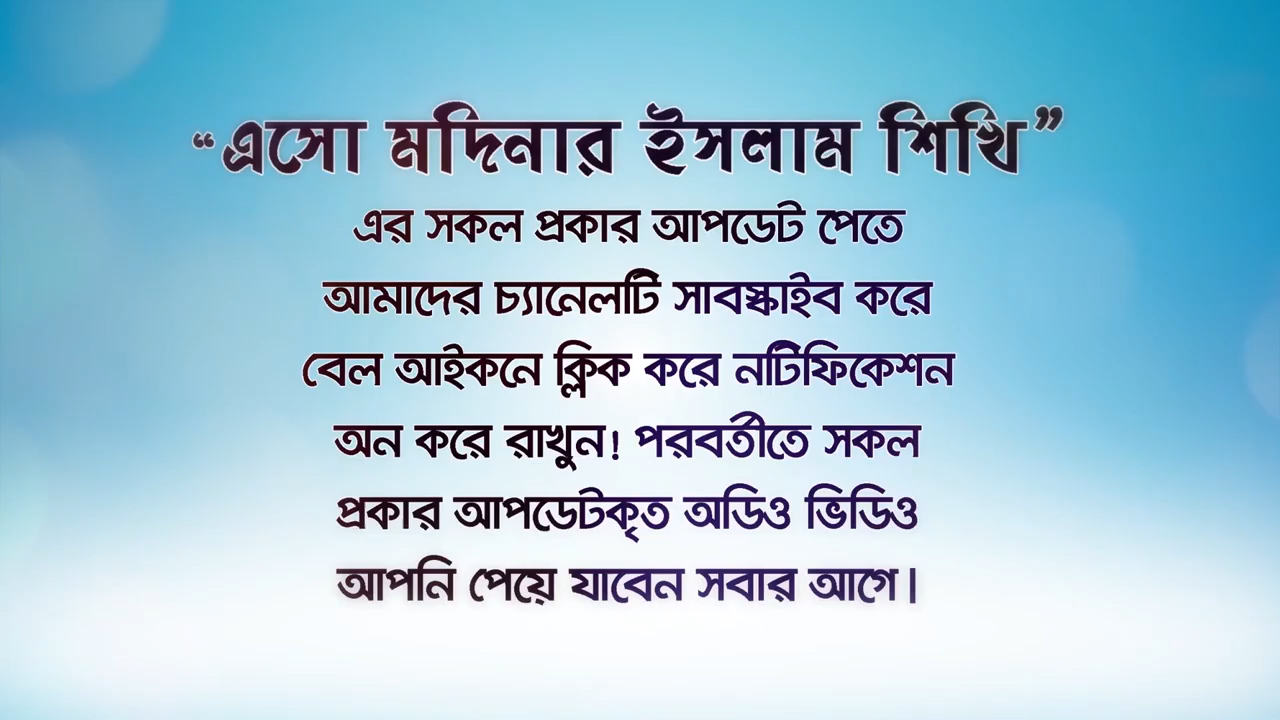 “এসো মদিনার ইসলাম শিখি”
এর সকল প্রকার আপডেট পেতে
আমাদের চ্যানেলটি সাবস্কাইব করে
বেল আইকনে ক্লিক করে নটিফিকেশন
অন করে রাখুন! পরবর্তীতে সকল
প্রকার আপডেটকৃত অডিও ভিডিও
আপনি পেয়ে যাবেন সবার আগে।